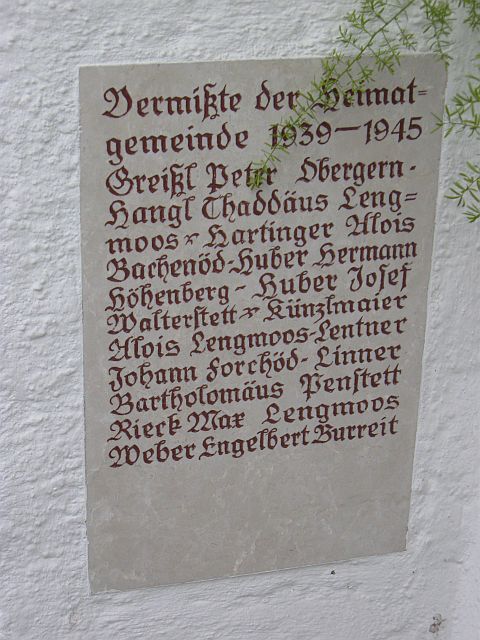 Vermißte der Heimat=
gemeinde 1939–1945
Greißl Peter Obergern-
Hangl Thaddäus Leng=
moos - Hartinger Alois
Bachenöd-Huber Hermann
Höhenberg - Huber Josef
Walterstett - Künzlmaier
Alois Lengmoos-Lentner
Johann Forchöd - Linner
Bartholomäus Penstett
Rieck Max Lengmoos
Weber Engelbert Burreit